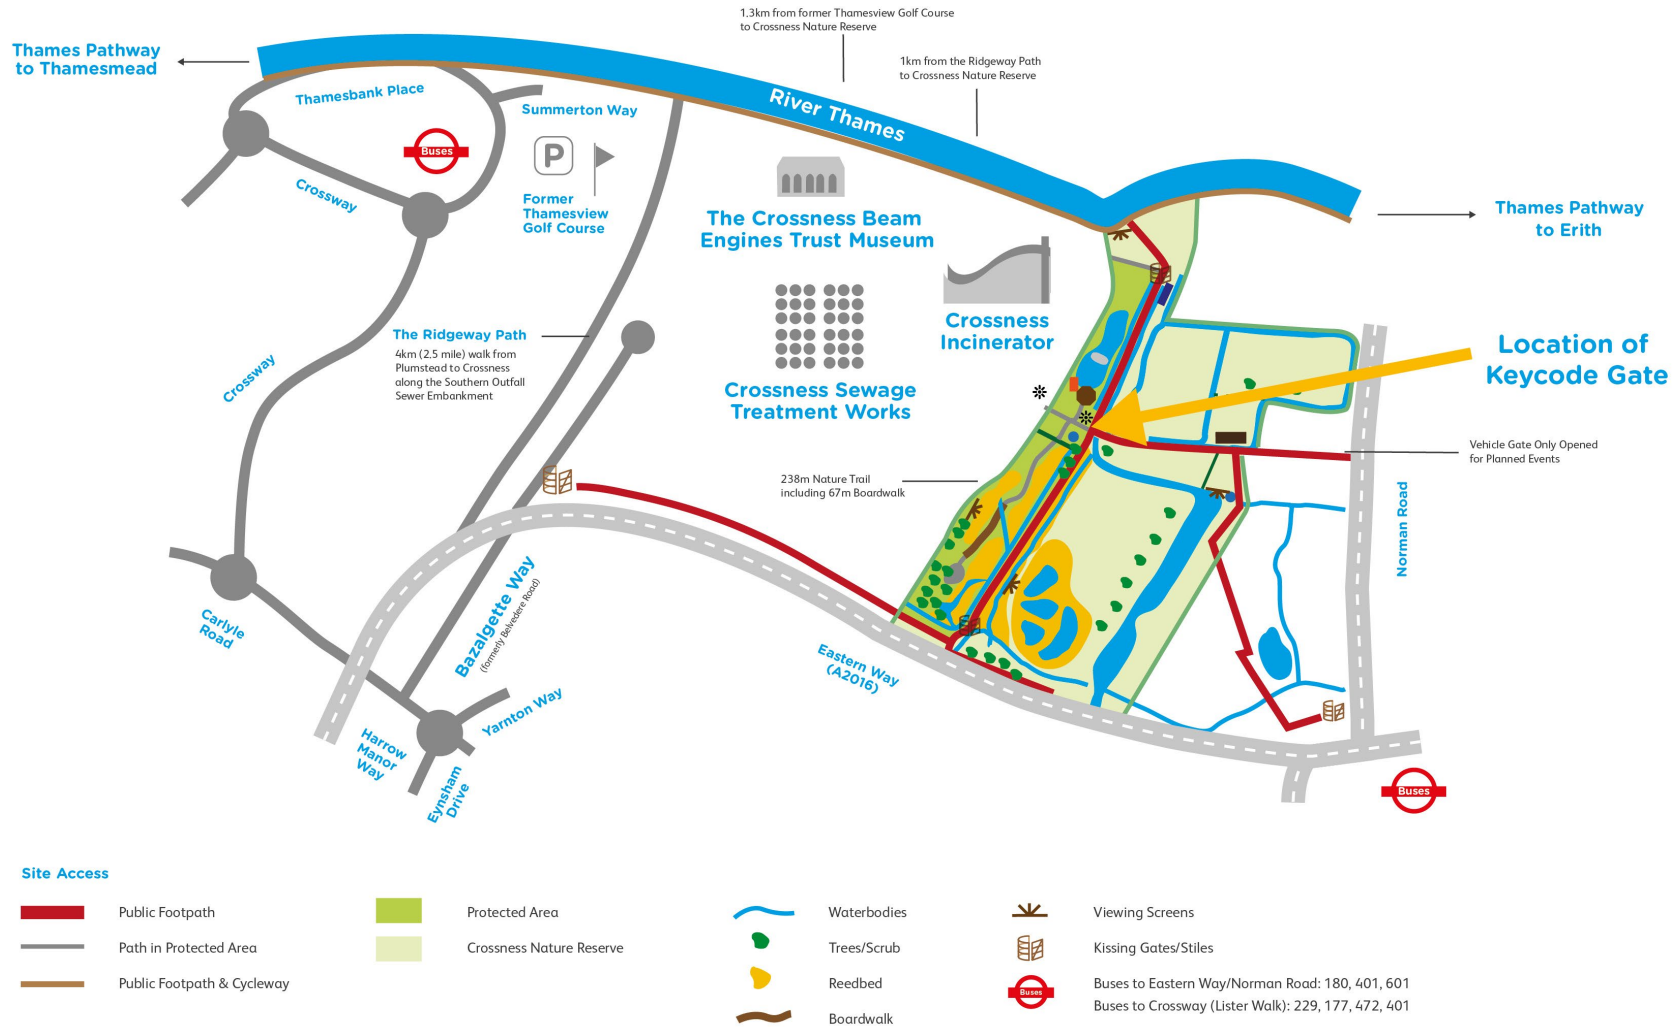 1.3km from former Thamesview Golf Course
to Crossness Nature Reserve
Thames Pathway
to Thamesmead
1km from the Ridgeway Path
to Crossness Nature Reserve
Thamesbank Place
Summerton Way
River Thames
Buses
P
Crossway
Former
Thamesview
Golf Course
The Crossness Beam
Engines Trust Museum
Thames Pathway
to Erith
Crossness
Incinerator
The Ridgeway Path
4km (2,5 mile) walk from
Plumstead to Crossness
along the Southern Outfall
Sewer Embankment
Location of
Keycode Gate
Crossway
Crossness Sewage
Treatment Works
Vehicle Gate Only Opened
for Planned Events
238m Nature Trail
including 67m Boardwalk
Norman Road
Bazalgette Way
(formerly Belvedere Road)
Carlyle
Road
Eastern Way
(A2016)
Yarnton Way
Harrow
Manor
Way
Eynsham
Drive
Buses
Site Access
Public Footpath
Path in Protected Area
Public Footpath & Cycleway
Protected Area
Crossness Nature Reserve
Waterbodies
Trees/Scrub
Reedbed
Boardwalk
Viewing Screens
Kissing Gates/Stiles
Buses
Buses to Eastern Way/Norman Road: 180, 401, 601
Buses to Crossway (Lister Walk): 229, 177, 472, 401